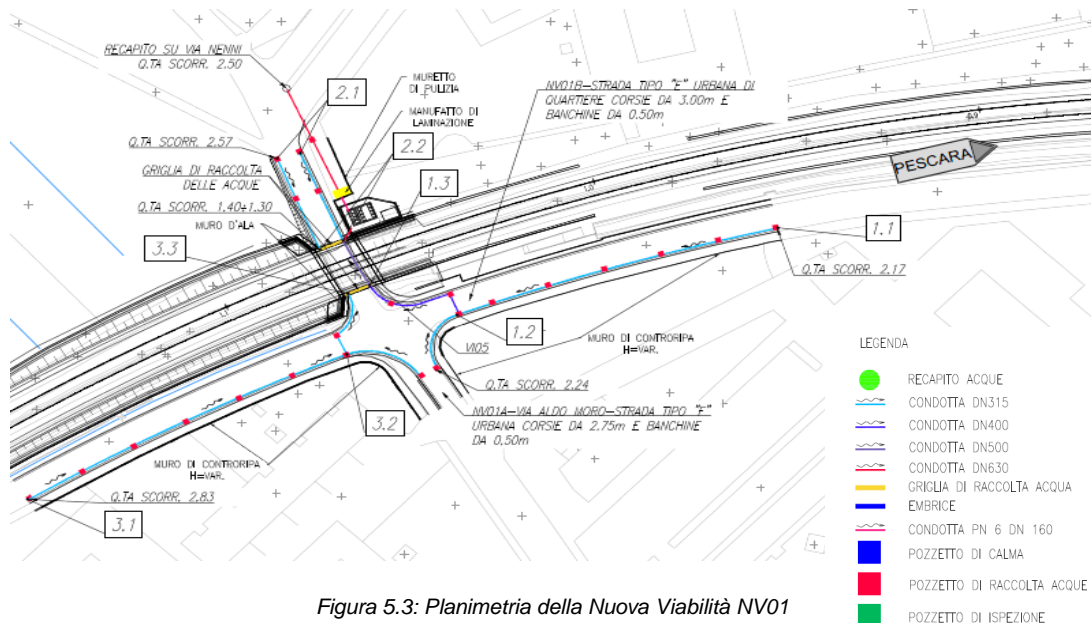 RECAPITO SU VIA NENNI
Q.TA SCORR. 2.50
2.1
MURETTO
DI PULIZIA
MANUFATTO DI
LAMINAZIONE
2.2
1.3
NV01B-STRADA TIPO "E" URBANA DI
QUARTIERE CORSIE DA 3.00m E
BANCHINE DA 0.50m
PESCARA
Q.TA SCORR. 2.57
GRIGLIA DI RACCOLTA
DELLE ACQUE
Q.TA SCORR. 1.40÷1.30
MURO D'ALA
3.3
1.1
Q.TA SCORR. 2.17
1.2
VI05
MURO DI CONTRORIPA
H=VAR.
Q.TA SCORR. 2.24
NV01A-VIA ALDO MORO-STRADA TIPO "F"
URBANA CORSIE DA 2.75m E BANCHINE
DA 0.50m
3.2
MURO DI CONTRORIPA
H=VAR.
Q.TA SCORR. 2.83
3.1
LEGENDA
RECAPITO ACQUE
CONDOTTA DN315
CONDOTTA DN400
CONDOTTA DN500
CONDOTTA DN630
GRIGLIA DI RACCOLTA ACQUA
EMBRICE
CONDOTTA PN 6 DN 160
POZZETTO DI CALMA
POZZETTO DI RACCOLTA ACQUE
POZZETTO DI ISPEZIONE
Figura 5.3: Planimetria della Nuova Viabilità NV01